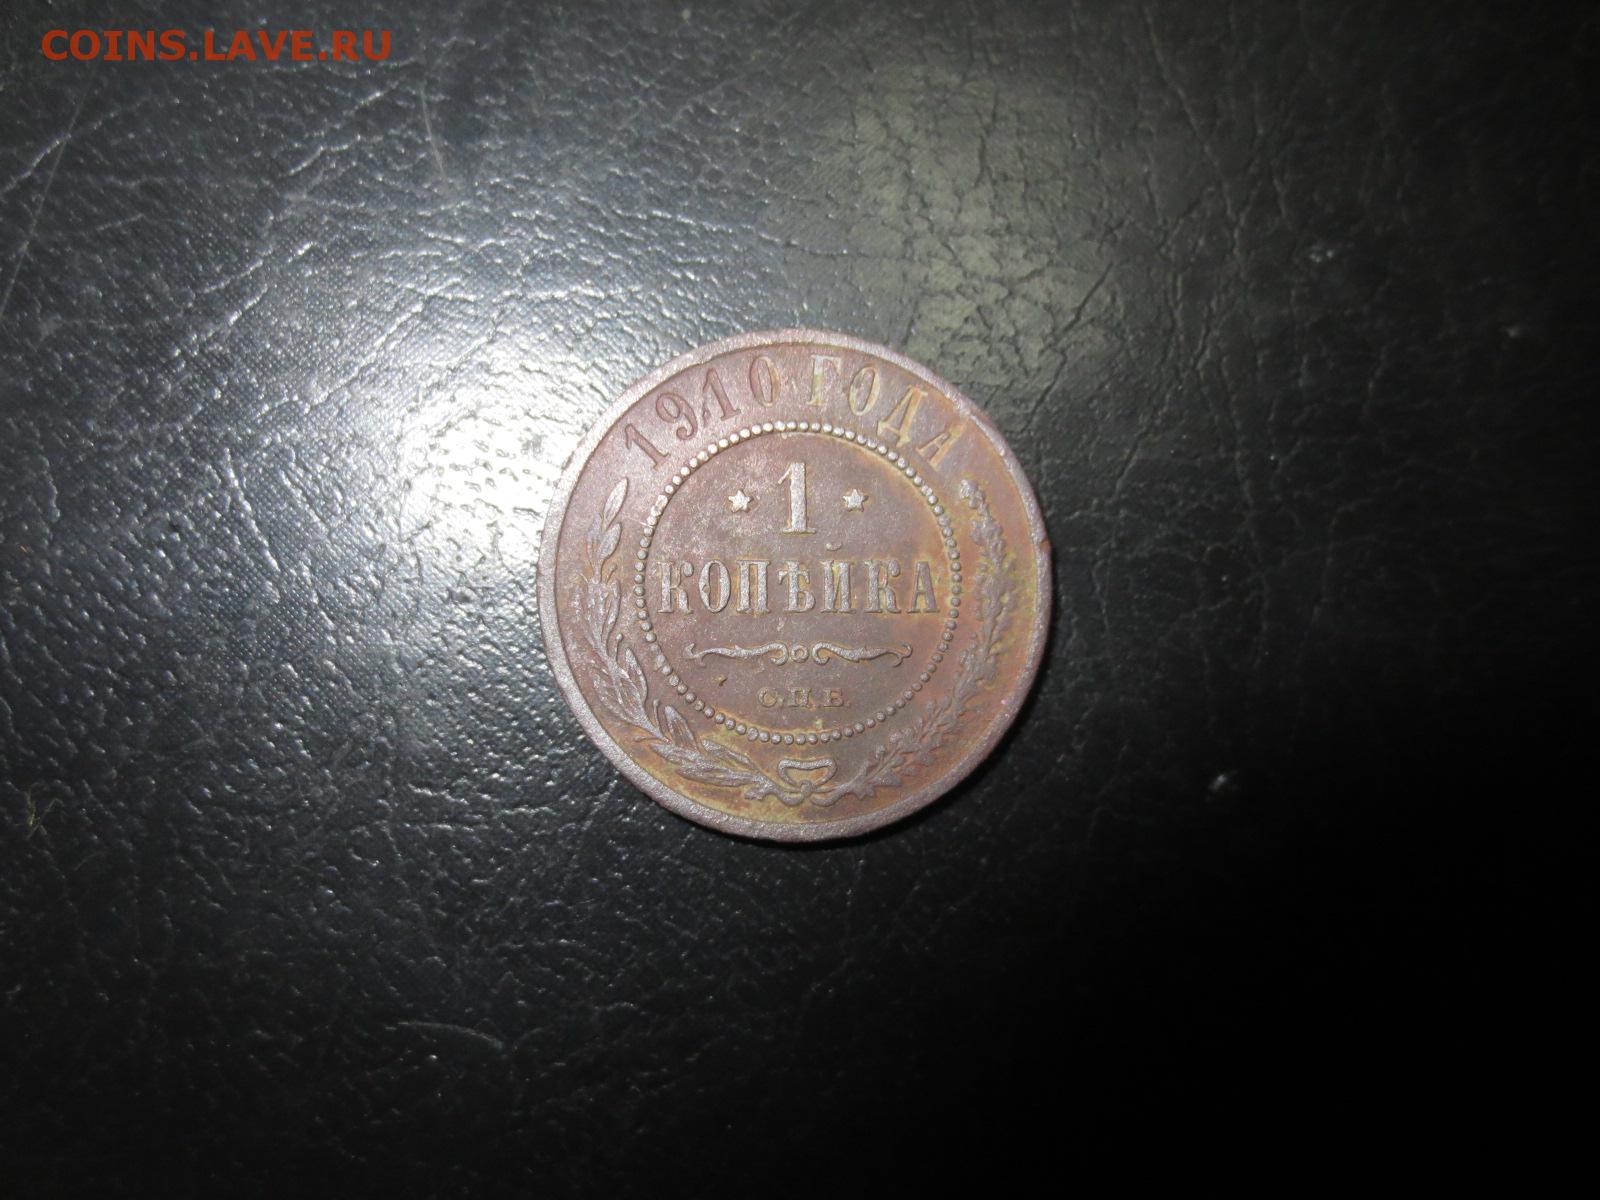 COINS.LAVE.RU
1910 ГОДА
1
КОПѢЙКА
С.П.Б.